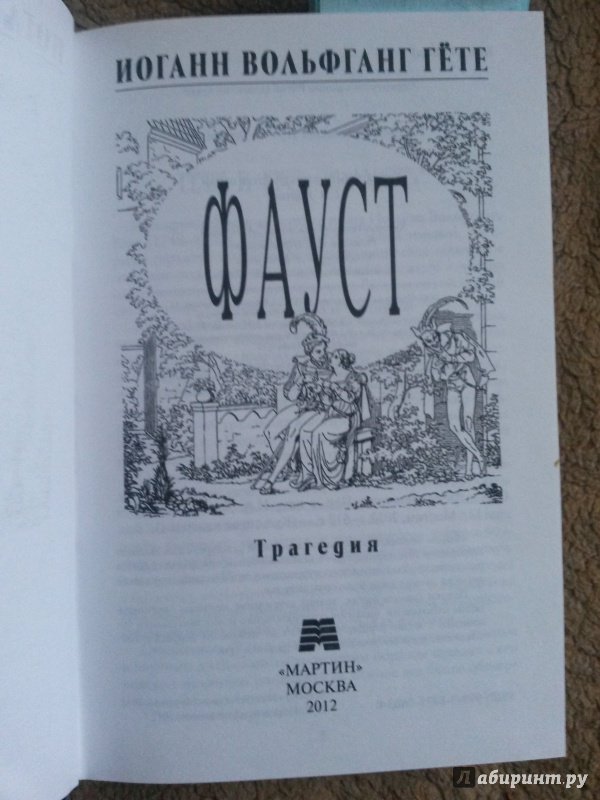 ИОГАНН ВОЛЬФГАНГ ГЁТЕ
ФАУСТ
Трагедия
«МАРТИН»
МОСКВА
2012
Лабиринт.ру